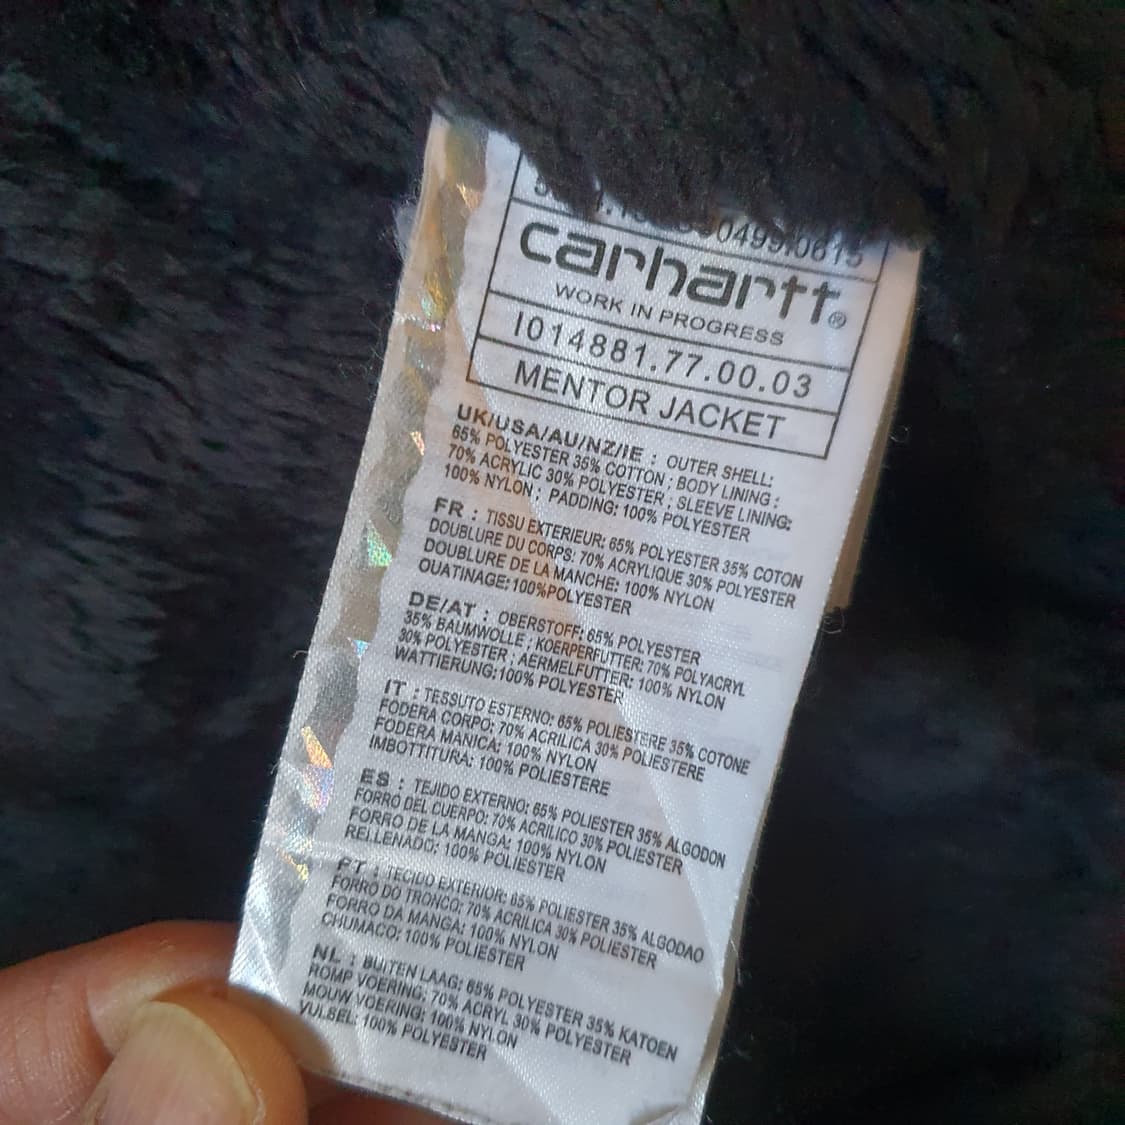 0499.0615
carhartt®
WORK IN PROGRESS
I014881.77.00.03
MENTOR JACKET
UK/USA/AU/NZ/IE : OUTER SHELL:
65% POLYESTER 35% COTTON ; BODY LINING :
70% ACRYLIC 30% POLYESTER ; SLEEVE LINING:
100% NYLON ; PADDING: 100% POLYESTER
FR : TISSU EXTERIEUR: 65% POLYESTER 35% COTON
DOUBLURE DU CORPS: 70% ACRYLIQUE 30% POLYESTER
DOUBLURE DE LA MANCHE: 100% NYLON
OUATINAGE:100%POLYESTER
DE/AT : OBERSTOFF: 65% POLYESTER
35% BAUMWOLLE ; KOERPERFUTTER: 70% POLYACRYL
30% POLYESTER ; AERMELFUTTER: 100% NYLON
WATTIERUNG:100% POLYESTER
IT : TESSUTO ESTERNO: 65% POLIESTERE 35% COTONE
FODERA CORPO: 70% ACRILICA 30% POLIESTERE
FODERA MANICA: 100% NYLON
IMBOTTITURA: 100% POLIESTERE
ES : TEJIDO EXTERNO: 65% POLIESTER 35% ALGODON
FORRO DEL CUERPO: 70% ACRILICO 30% POLIESTER
FORRO DE LA MANGA: 100% NYLON
RELLENADO: 100% POLIESTER
PT : TECIDO EXTERIOR: 65% POLIESTER 35% ALGODAO
FORRO DO TRONCO: 70% ACRILICA 30% POLIESTER
FORRO DA MANGA: 100% NYLON
CHUMACO: 100% POLIESTER
NL : BUITEN LAAG: 65% POLYESTER 35% KATOEN
ROMP VOERING: 70% ACRYL 30% POLYESTER
MOUW VOERING: 100% NYLON
VULSEL 100% POLYESTER